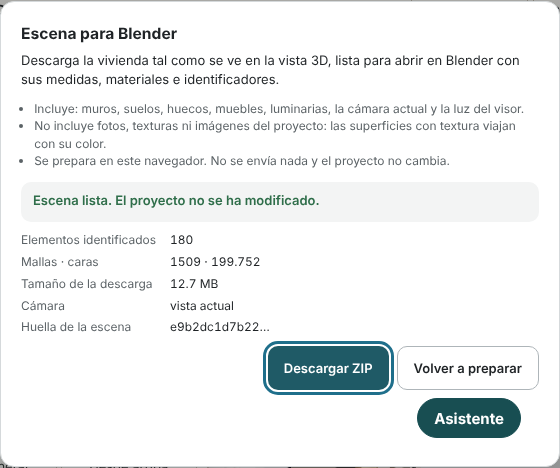 Escena para Blender
Descarga la vivienda tal como se ve en la vista 3D, lista para abrir en Blender con
sus medidas, materiales e identificadores.
• Incluye: muros, suelos, huecos, muebles, luminarias, la cámara actual y la luz del visor.
• No incluye fotos, texturas ni imágenes del proyecto: las superficies con textura viajan
con su color.
• Se prepara en este navegador. No se envía nada y el proyecto no cambia.
Escena lista. El proyecto no se ha modificado.
Elementos identificados 180
Mallas · caras 1509 · 199.752
Tamaño de la descarga 12.7 MB
Cámara vista actual
Huella de la escena e9b2dc1d7b22…
Descargar ZIP Volver a preparar
Asistente